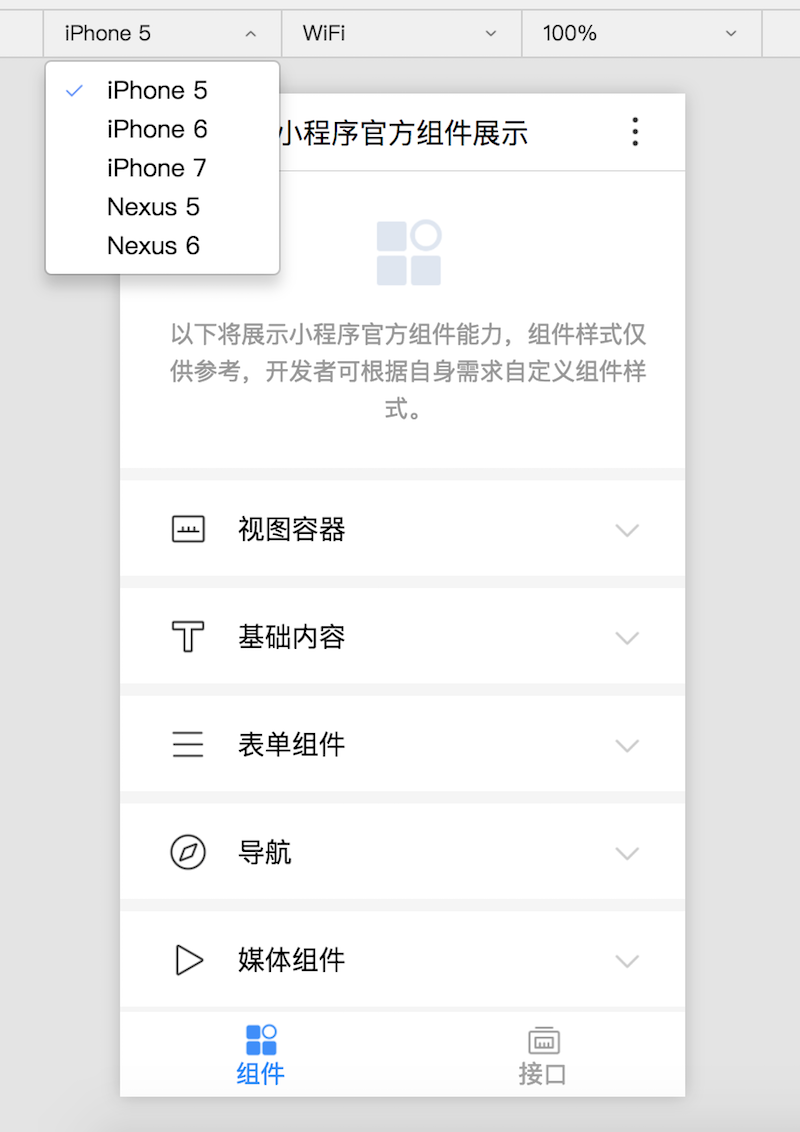 iPhone 5
WiFi
100%
iPhone 5
iPhone 6
iPhone 7
Nexus 5
Nexus 6
小程序官方组件展示
以下将展示小程序官方组件能力，组件样式仅
供参考，开发者可根据自身需求自定义组件样
式。
视图容器
基础内容
表单组件
导航
媒体组件
组件
接口